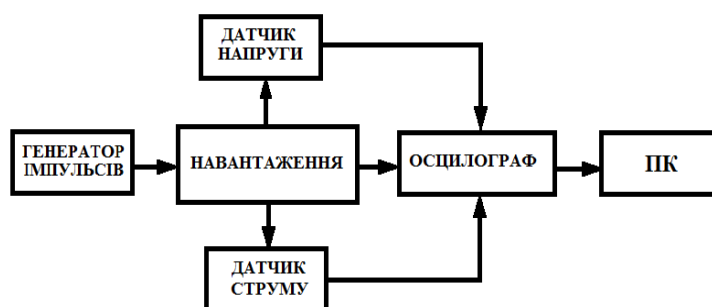 ДАТЧИК
НАПРУГИ
ГЕНЕРАТОР
ІМПУЛЬСІВ
НАВАНТАЖЕННЯ
ОСЦИЛОГРАФ
ПК
ДАТЧИК
СТРУМУ